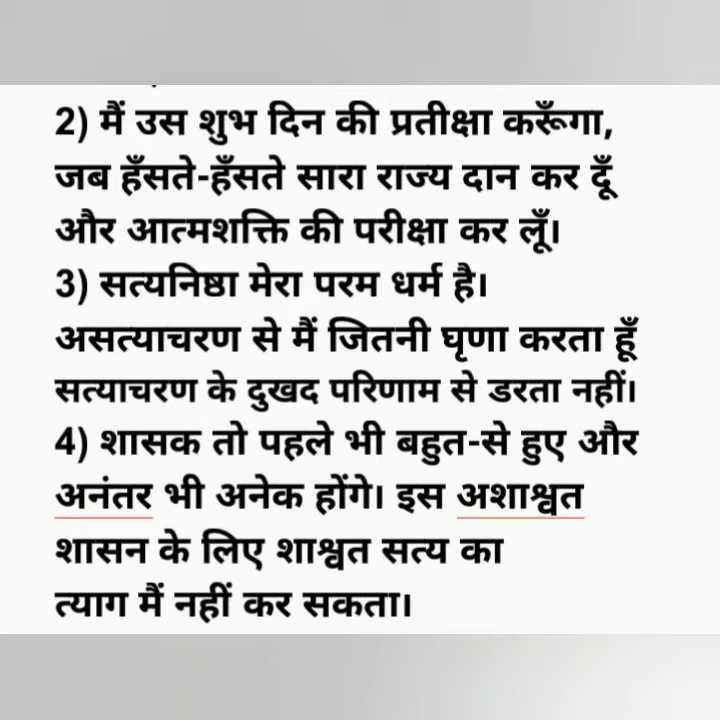 2) मैं उस शुभ दिन की प्रतीक्षा करूँगा,
जब हँसते-हँसते सारा राज्य दान कर दूँ
और आत्मशक्ति की परीक्षा कर लूँ।
3) सत्यनिष्ठा मेरा परम धर्म है।
असत्याचरण से मैं जितनी घृणा करता हूँ
सत्याचरण के दुखद परिणाम से डरता नहीं।
4) शासक तो पहले भी बहुत-से हुए और
अनंतर भी अनेक होंगे। इस अशाश्वत
शासन के लिए शाश्वत सत्य का
त्याग मैं नहीं कर सकता।